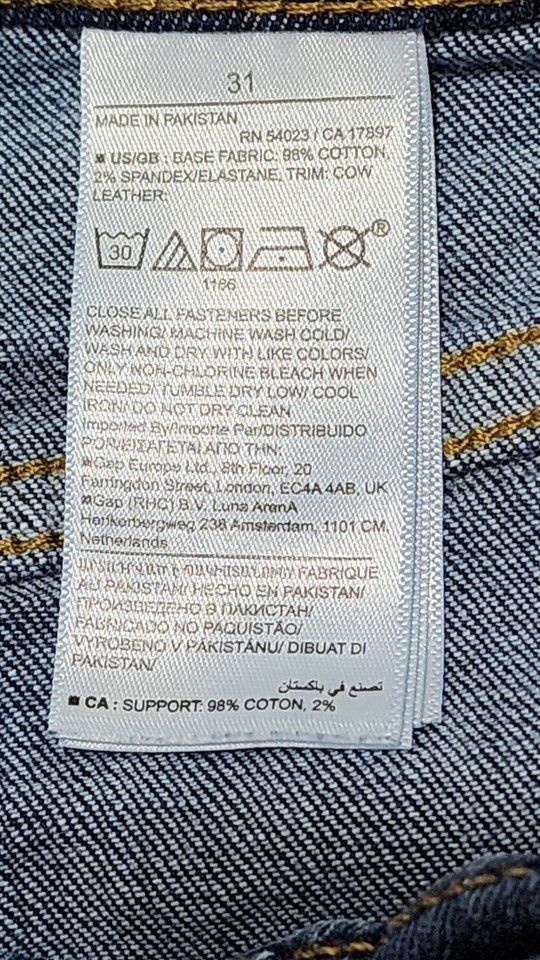 31
MADE IN PAKISTAN
RN 54023 / CA 17897
US/GB : BASE FABRIC: 98% COTTON,
2% SPANDEX/ELASTANE, TRIM: COW
LEATHER:
30
®
1166
CLOSE ALL FASTENERS BEFORE
WASHING/ MACHINE WASH COLD/
WASH AND DRY WITH LIKE COLORS/
ONLY NON-CHLORINE BLEACH WHEN
NEEDED/ TUMBLE DRY LOW/ COOL
IRON/ DO NOT DRY CLEAN
Imported By/Importe Par/DISTRIBUIDO
POR/ΕΙΣΑΓΕΤΑΙ ΑΠΟ ΤΗΝ:
Gap Europe Ltd., 8th Floor, 20
Farringdon Street, London, EC4A 4AB, UK
Gap (RHC) B.V. Luna ArenA
Herikerbergweg 238 Amsterdam, 1101 CM
Netherlands
FABRIQUE
AU PAKISTAN/ HECHO EN PAKISTAN/
ПРОИЗВЕДЕНО В ПАКИСТАН/
FABRICADO NO PAQUISTÃO/
VYROBENO V PÁKISTÁNU/ DIBUAT DI
PAKISTAN/
تصنع في باكستان
CA : SUPPORT: 98% COTON, 2%